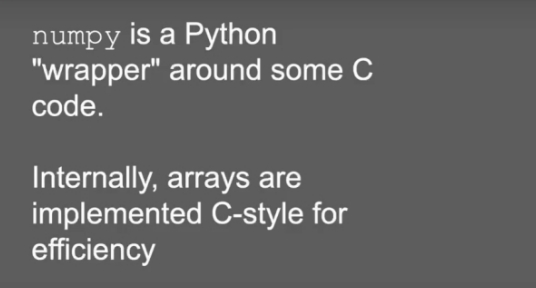 numpy is a Python
"wrapper" around some C
code.
Internally, arrays are
implemented C-style for
efficiency